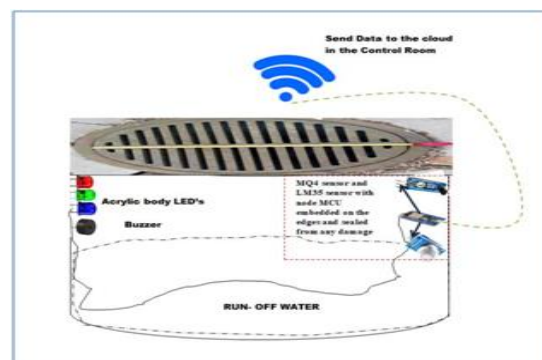 Send Data to the cloud
in the Control Room
MQ4 sensor and
LM35 sensor with
node MCU
embedded on the
edges and sealed
from any damage
Acrylic body LED's
Buzzer
RUN- OFF WATER